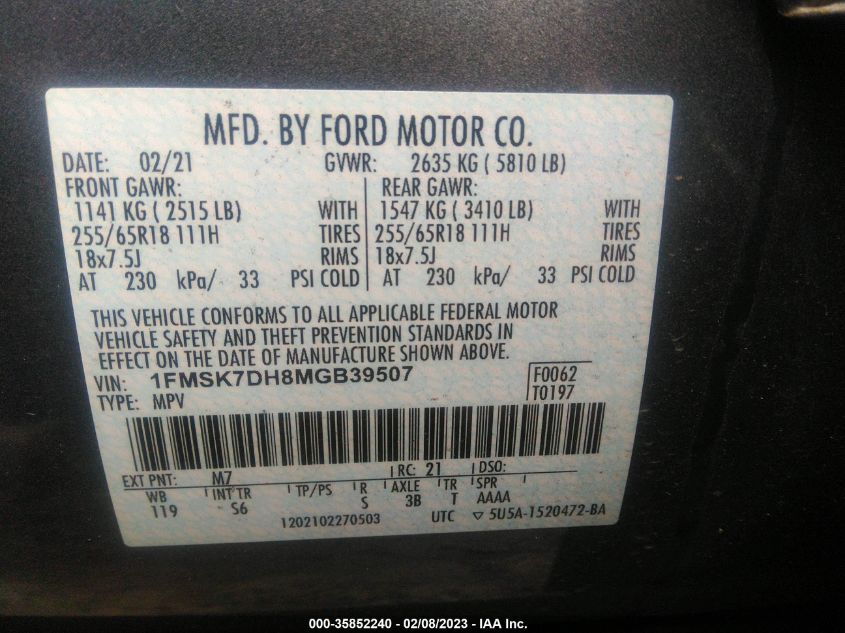 MFD. BY FORD MOTOR CO.
DATE: 02/21 GVWR: 2635 KG ( 5810 LB)
FRONT GAWR: REAR GAWR:
1141 KG ( 2515 LB) WITH 1547 KG ( 3410 LB) WITH
255/65R18 111H TIRES 255/65R18 111H TIRES
18x7.5J RIMS 18x7.5J RIMS
AT 230 kPa/ 33 PSI COLD AT 230 kPa/ 33 PSI COLD
THIS VEHICLE CONFORMS TO ALL APPLICABLE FEDERAL MOTOR
VEHICLE SAFETY AND THEFT PREVENTION STANDARDS IN
EFFECT ON THE DATE OF MANUFACTURE SHOWN ABOVE.
VIN: 1FMSK7DH8MGB39507 F0062
TYPE: MPV T0197
EXT PNT: M7 RC: 21 DSO:
WB INT TR TP/PS R AXLE TR SPR
119 S6 S 3B T AAAA
1202102270503 UTC ▽ 5U5A-1520472-BA
000-35852240 - 02/08/2023 - IAA Inc.